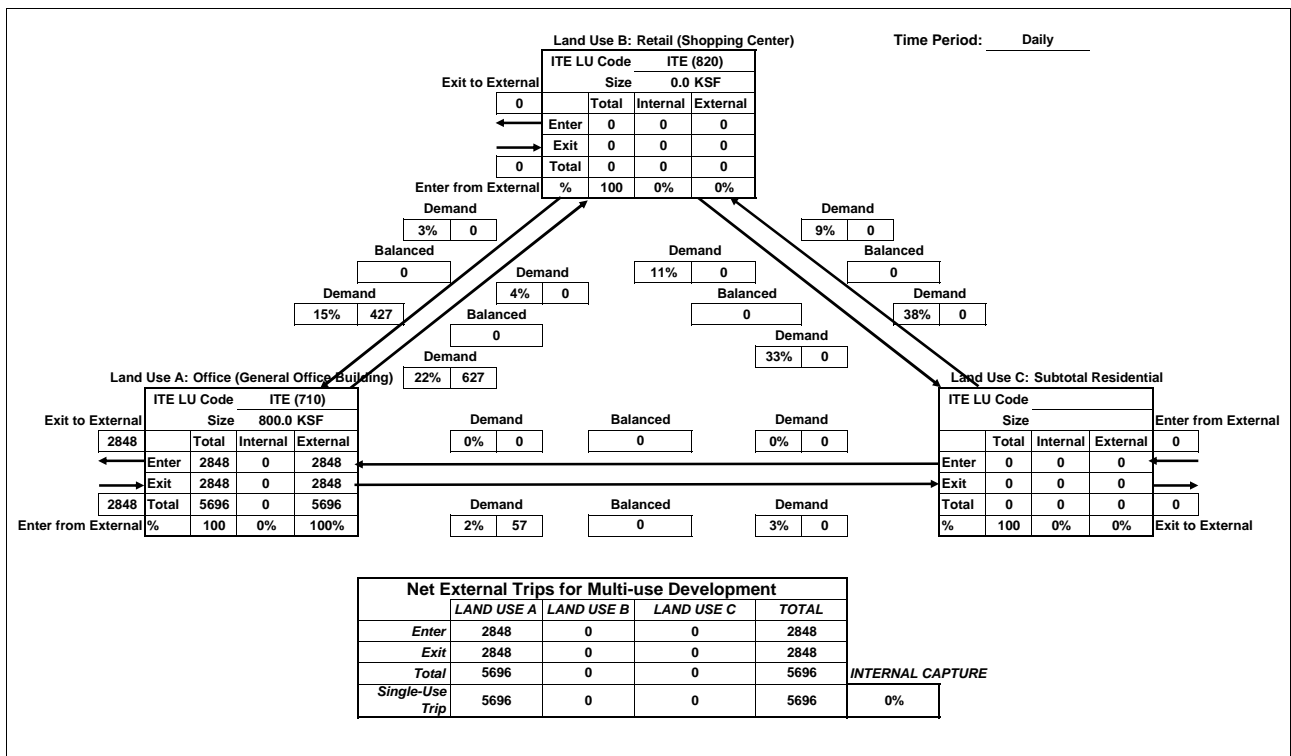 Land Use B: Retail (Shopping Center)
Time Period: Daily
ITE LU Code ITE (820)
Exit to External Size 0.0 KSF
0 Total Internal External
Enter 0 0 0
Exit 0 0 0
0 Total 0 0 0
Enter from External % 100 0% 0%
Demand Demand
3% 0 9% 0
Balanced Demand Balanced
0 11% 0 0
Demand Demand Balanced Demand
15% 427 4% 0 0 38% 0
Balanced
0
Demand
33% 0
Demand
22% 627
Land Use A: Office (General Office Building)
ITE LU Code ITE (710)
Exit to External Size 800.0 KSF
2848 Total Internal External
Enter 2848 0 2848
Exit 2848 0 2848
2848 Total 5696 0 5696
Enter from External % 100 0% 100%
Demand Balanced Demand
0% 0 0 0% 0
Demand Balanced Demand
2% 57 0 3% 0
Land Use C: Subtotal Residential
ITE LU Code
Size Enter from External
Total Internal External 0
Enter 0 0 0
Exit 0 0 0
Total 0 0 0 0
% 100 0% 0% Exit to External
Net External Trips for Multi-use Development
LAND USE A LAND USE B LAND USE C TOTAL
Enter 2848 0 0 2848
Exit 2848 0 0 2848
Total 5696 0 0 5696 INTERNAL CAPTURE
Single-Use
Trip 5696 0 0 5696 0%